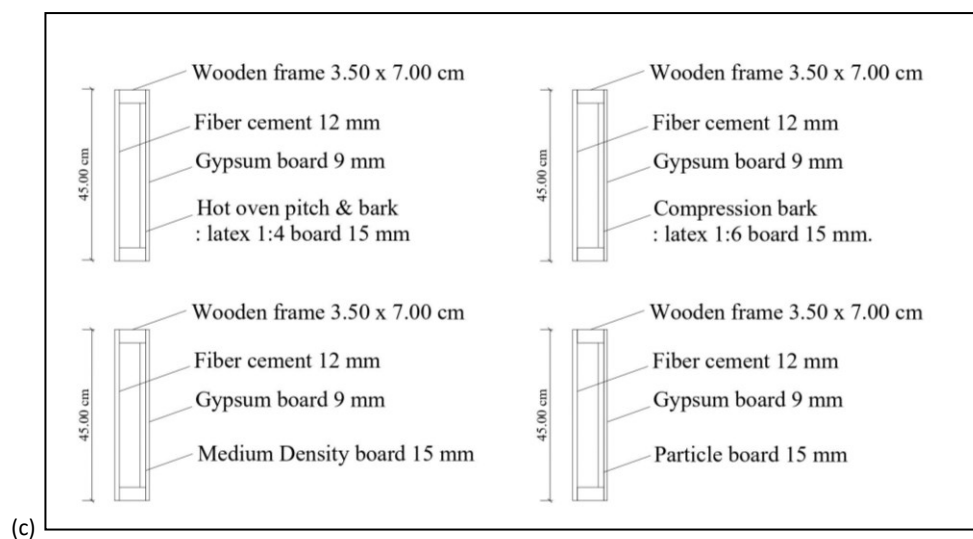 Wooden frame 3.50 x 7.00 cm
Fiber cement 12 mm
Gypsum board 9 mm
Hot oven pitch & bark
: latex 1:4 board 15 mm
45.00 cm
Wooden frame 3.50 x 7.00 cm
Fiber cement 12 mm
Gypsum board 9 mm
Compression bark
: latex 1:6 board 15 mm.
45.00 cm
Wooden frame 3.50 x 7.00 cm
Fiber cement 12 mm
Gypsum board 9 mm
Medium Density board 15 mm
45.00 cm
Wooden frame 3.50 x 7.00 cm
Fiber cement 12 mm
Gypsum board 9 mm
Particle board 15 mm
45.00 cm
(c)